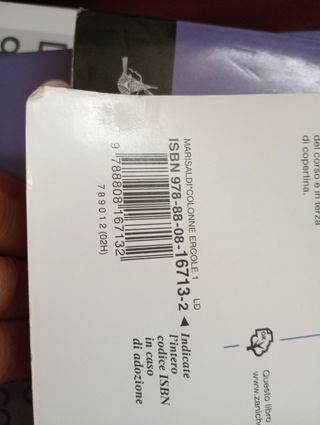 del corso e in terza
di copertina.
MARISALDI*COLONNE ERCOLE 1 LD
ISBN 978-88-08-16713-2 ◄ Indicate
l'intero
codice ISBN
in caso
di adozione
9 788808 167132
7 8 9 0 1 2 (02H)
Questo libro
www.zaniche